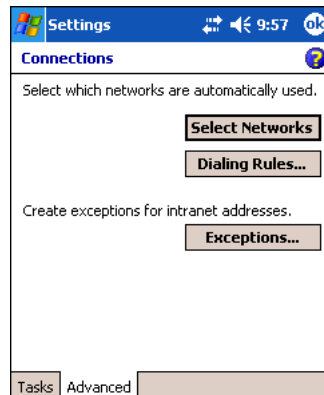 Settings 9:57 ok
Connections ?
Select which networks are automatically used.
Select Networks
Dialing Rules...
Create exceptions for intranet addresses.
Exceptions...
Tasks Advanced